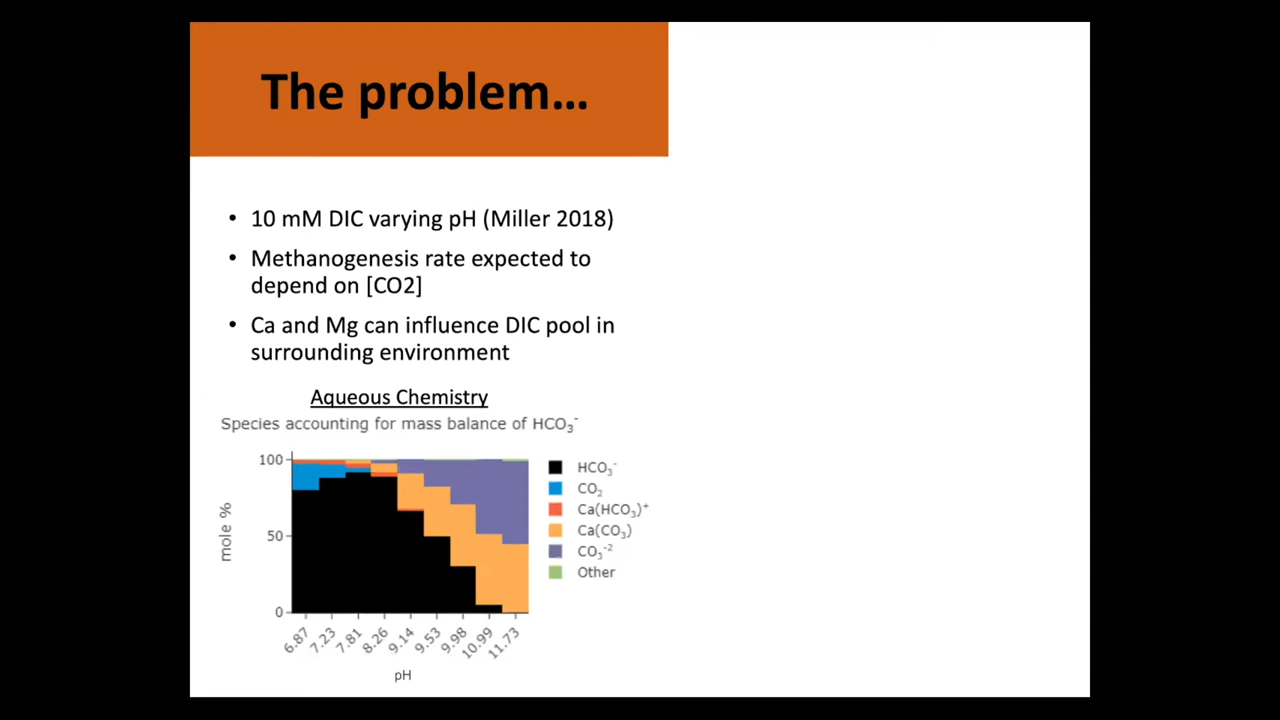 The problem...
• 10 mM DIC varying pH (Miller 2018)
• Methanogenesis rate expected to
depend on [CO2]
• Ca and Mg can influence DIC pool in
surrounding environment
Aqueous Chemistry
Species accounting for mass balance of HCO₃⁻
100
50
0
mole %
HCO₃⁻
CO₂
Ca(HCO₃)⁺
Ca(CO₃)
CO₃⁻²
Other
6.87
7.23
7.81
8.26
9.14
9.53
9.98
10.99
11.73
pH